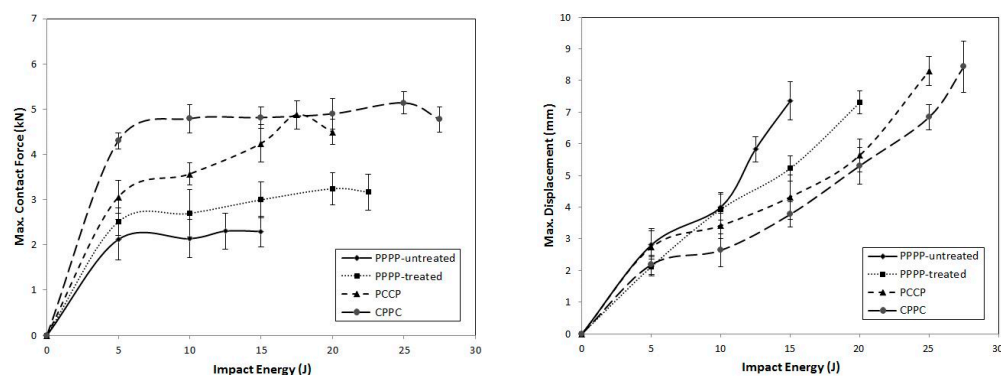 7
6
5
4
3
2
1
0
Max. Contact Force (kN)
PPPP-untreated
PPPP-treated
PCCP
CPPC
0 5 10 15 20 25 30
Impact Energy (J)
10
9
8
7
6
5
4
3
2
1
0
Max. Displacement (mm)
PPPP-untreated
PPPP-treated
PCCP
CPPC
0 5 10 15 20 25 30
Impact Energy (J)